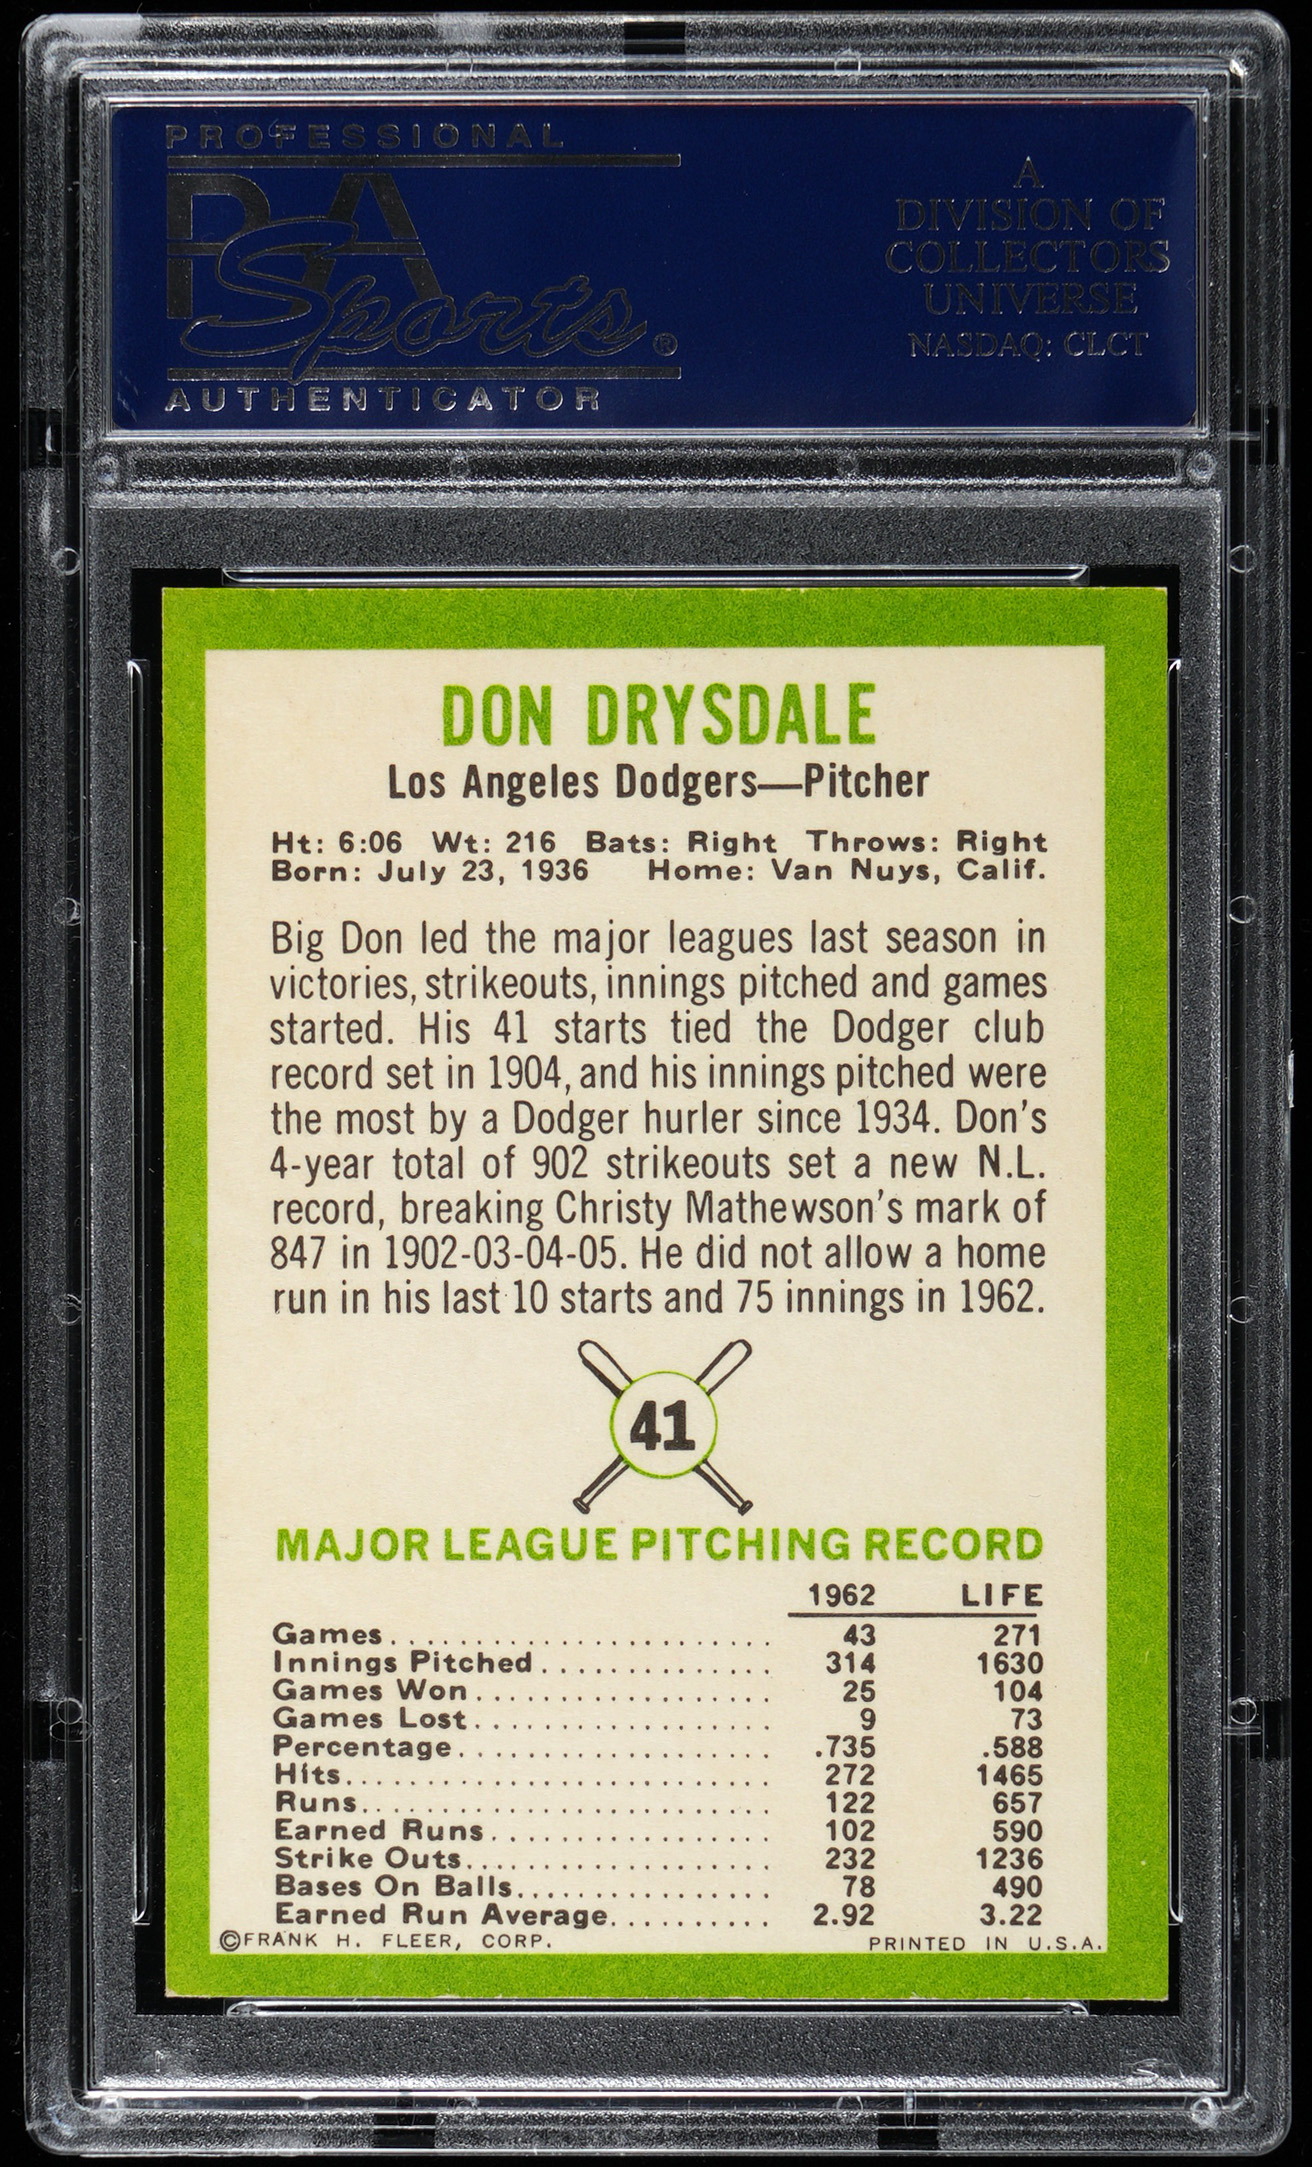 PROFESSIONAL
PSA
Sports®
AUTHENTICATOR
A
DIVISION OF
COLLECTORS
UNIVERSE
NASDAQ: CLCT
DON DRYSDALE
Los Angeles Dodgers—Pitcher
Ht: 6:06 Wt: 216 Bats: Right Throws: Right
Born: July 23, 1936 Home: Van Nuys, Calif.
Big Don led the major leagues last season in
victories, strikeouts, innings pitched and games
started. His 41 starts tied the Dodger club
record set in 1904, and his innings pitched were
the most by a Dodger hurler since 1934. Don's
4-year total of 902 strikeouts set a new N.L.
record, breaking Christy Mathewson's mark of
847 in 1902-03-04-05. He did not allow a home
run in his last 10 starts and 75 innings in 1962.
41
MAJOR LEAGUE PITCHING RECORD
1962 LIFE
Games........................ 43 271
Innings Pitched............... 314 1630
Games Won................... 25 104
Games Lost................... 9 73
Percentage.................... .735 .588
Hits........................... 272 1465
Runs.......................... 122 657
Earned Runs.................. 102 590
Strike Outs................... 232 1236
Bases On Balls................ 78 490
Earned Run Average.......... 2.92 3.22
©FRANK H. FLEER, CORP. PRINTED IN U.S.A.